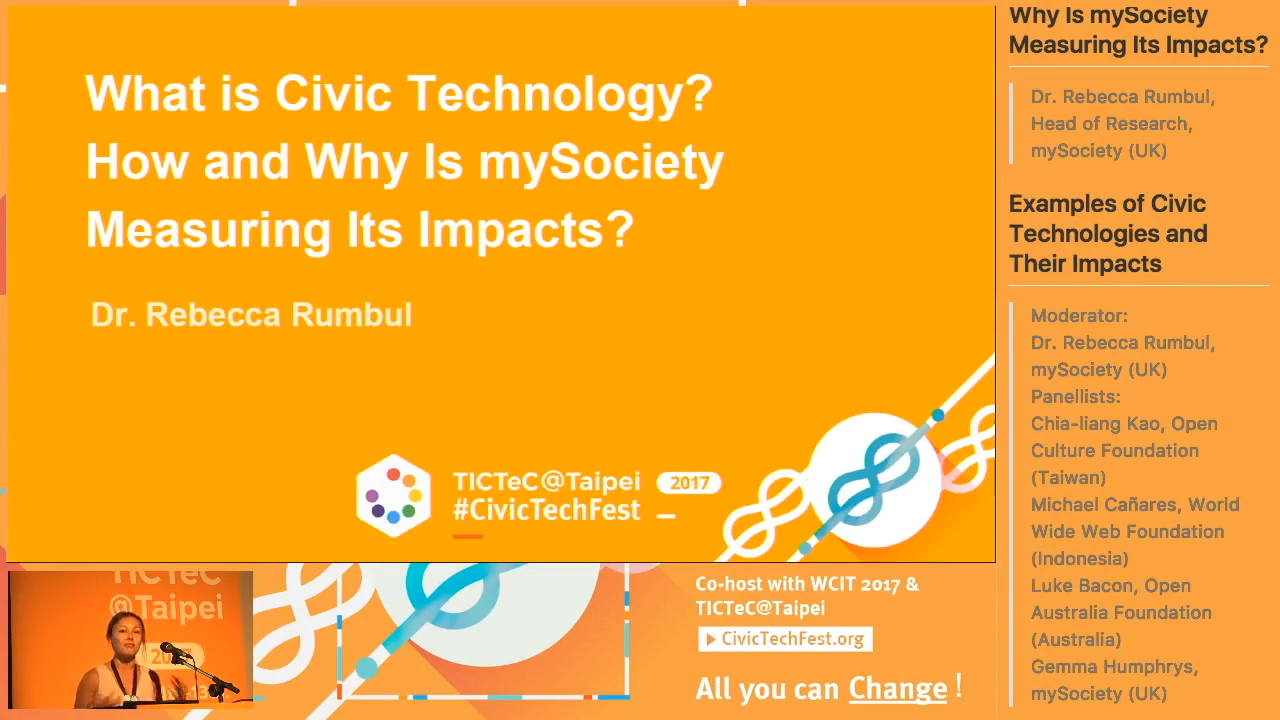 What is Civic Technology?
How and Why Is mySociety
Measuring Its Impacts?
Dr. Rebecca Rumbul
TICTeC@Taipei 2017
#CivicTechFest
Why Is mySociety
Measuring Its Impacts?
Dr. Rebecca Rumbul,
Head of Research,
mySociety (UK)
Examples of Civic
Technologies and
Their Impacts
Moderator:
Dr. Rebecca Rumbul,
mySociety (UK)
Panellists:
Chia-liang Kao, Open
Culture Foundation
(Taiwan)
Michael Cañares, World
Wide Web Foundation
(Indonesia)
Luke Bacon, Open
Australia Foundation
(Australia)
Gemma Humphrys,
mySociety (UK)
TICTeC
@Taipei
Co-host with WCIT 2017 &
TICTeC@Taipei
CivicTechFest.org
All you can Change !